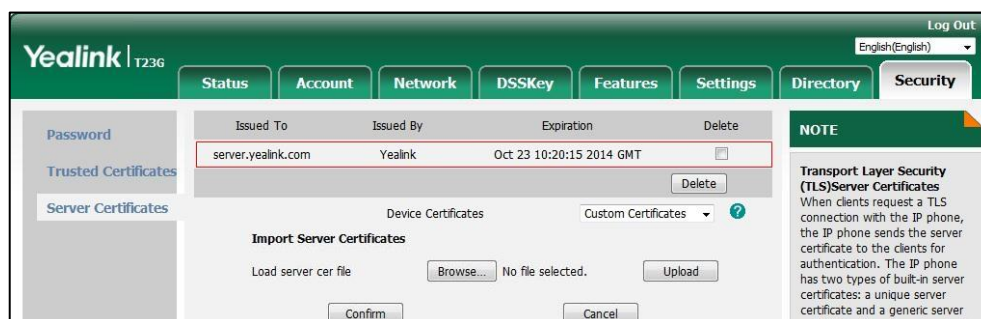 Log Out
Yealink | T23G
English(English)
Status Account Network DSSKey Features Settings Directory Security
Password
Trusted Certificates
Server Certificates
Issued To Issued By Expiration Delete
server.yealink.com Yealink Oct 23 10:20:15 2014 GMT
Delete
Device Certificates Custom Certificates ?
Import Server Certificates
Load server cer file Browse... No file selected. Upload
Confirm Cancel
NOTE
Transport Layer Security
(TLS)Server Certificates
When clients request a TLS
connection with the IP phone,
the IP phone sends the server
certificate to the clients for
authentication. The IP phone
has two types of built-in server
certificates: a unique server
certificate and a generic server